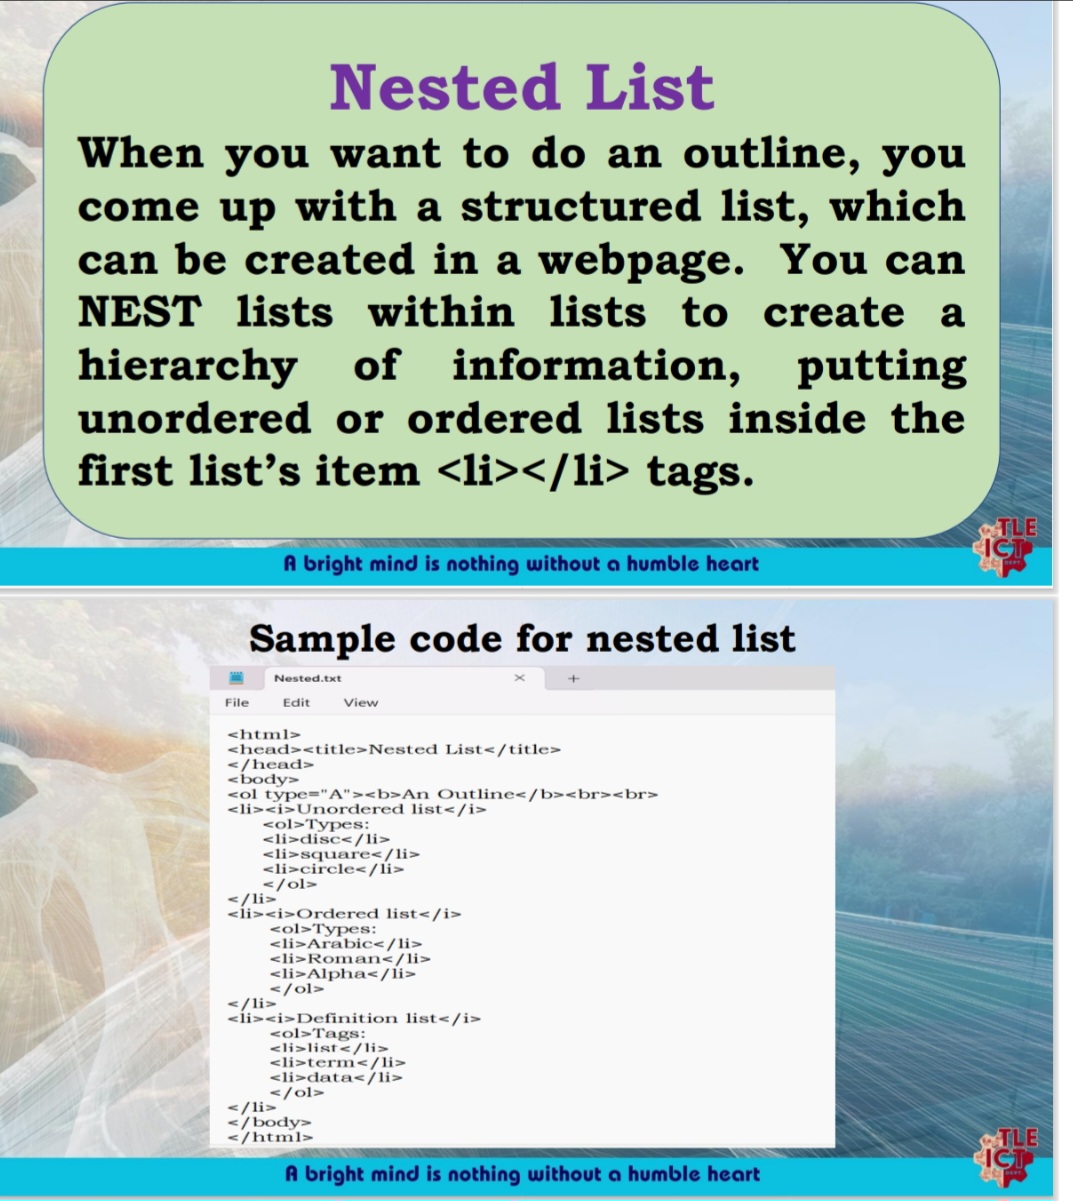 Nested List
When you want to do an outline, you
come up with a structured list, which
can be created in a webpage. You can
NEST lists within lists to create a
hierarchy of information, putting
unordered or ordered lists inside the
first list's item <li></li> tags.
TLE
ICT
DEPT.
A bright mind is nothing without a humble heart
Sample code for nested list
Nested.txt × +
File Edit View
<html>
<head><title>Nested List</title>
</head>
<body>
<ol type="A"><b>An Outline</b><br><br>
<li><i>Unordered list</i>
<ol>Types:
<li>disc</li>
<li>square</li>
<li>circle</li>
</ol>
</li>
<li><i>Ordered list</i>
<ol>Types:
<li>Arabic</li>
<li>Roman</li>
<li>Alpha</li>
</ol>
</li>
<li><i>Definition list</i>
<ol>Tags:
<li>list</li>
<li>term</li>
<li>data</li>
</ol>
</li>
</body>
</html>
TLE
ICT
DEPT.
A bright mind is nothing without a humble heart